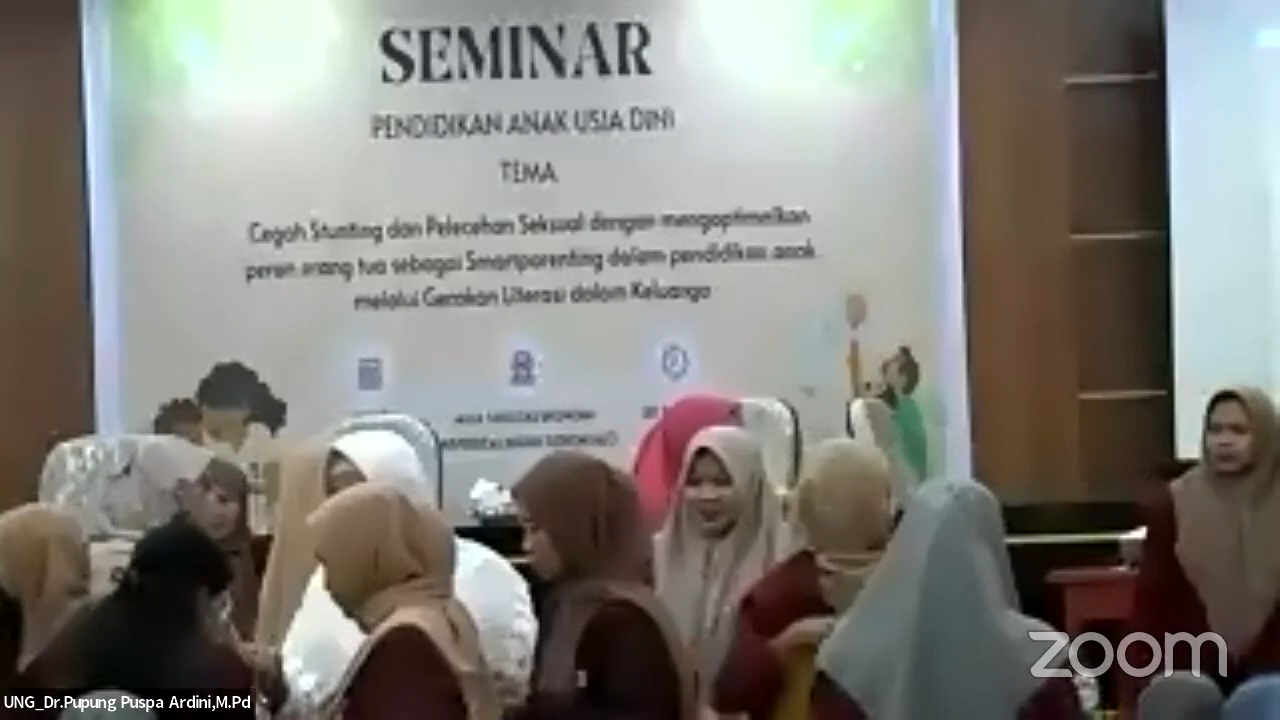 SEMINAR
PENDIDIKAN ANAK USIA DINI
TEMA
Cegah Stunting dan Pelecehan Seksual dengan mengoptimalkan
peran orang tua sebagai Smartparenting dalam pendidikan anak
melalui Gerakan Literasi dalam Keluarga
zoom
UNG_Dr.Pupung Puspa Ardini,M.Pd